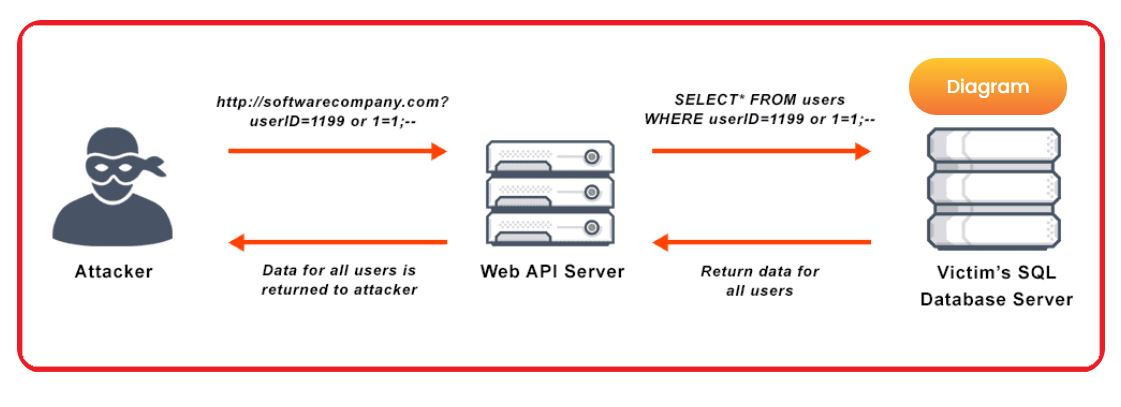 Diagram
http://softwarecompany.com?
userID=1199 or 1=1;--
SELECT* FROM users
WHERE userID=1199 or 1=1;--
Attacker
Data for all users is
returned to attacker
Web API Server
Return data for
all users
Victim’s SQL
Database Server